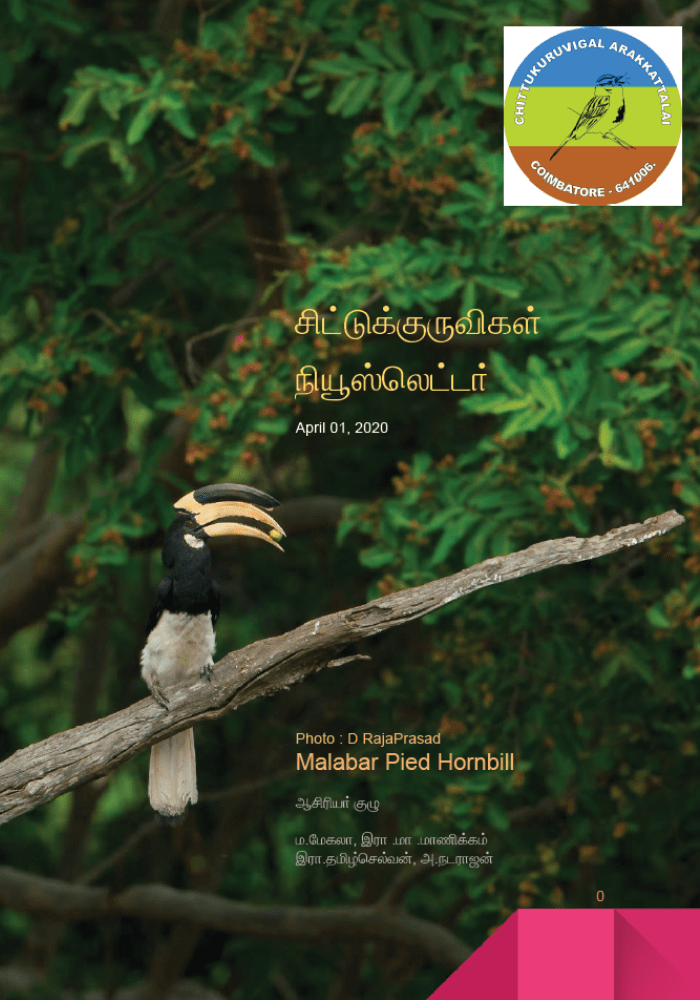 CHITTUKURUVIGAL ARAKKATTALAI
COIMBATORE - 641006.
சிட்டுக்குருவிகள்
நியூஸ்லெட்டர்
April 01, 2020
Photo : D RajaPrasad
Malabar Pied Hornbill
ஆசிரியர் குழு
ம.மேகலா, இரா .மா .மாணிக்கம்
இரா.தமிழ்செல்வன், அ.நடராஜன்
0